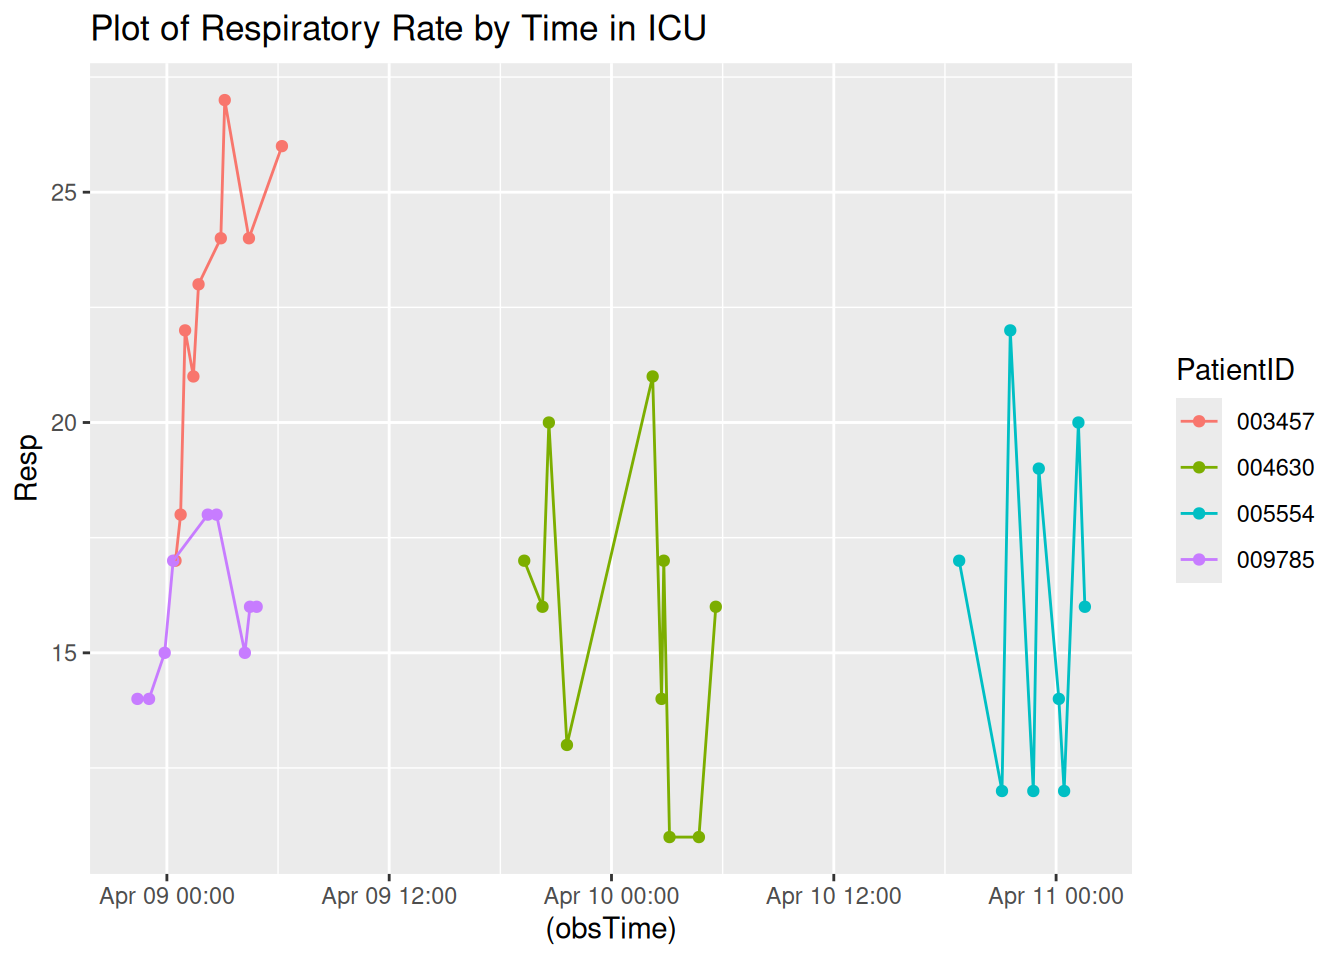 Plot of Respiratory Rate by Time in ICU
25
20
15
Resp
Apr 09 00:00
Apr 09 12:00
Apr 10 00:00
Apr 10 12:00
Apr 11 00:00
(obsTime)
PatientID
003457
004630
005554
009785